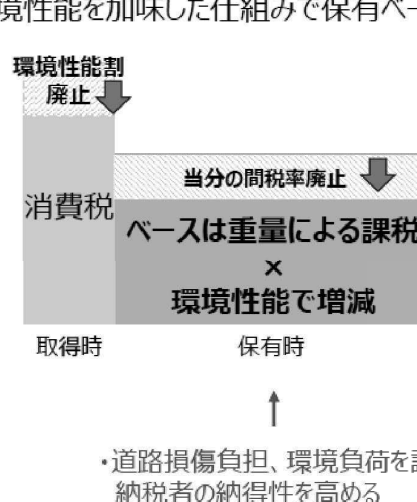 境性能を加味した仕組みで保有ベー
環境性能割
廃止
当分の間税率廃止
消費税
ベースは重量による課税
×
環境性能で増減
取得時
保有時
・道路損傷負担、環境負荷を
納税者の納得性を高める